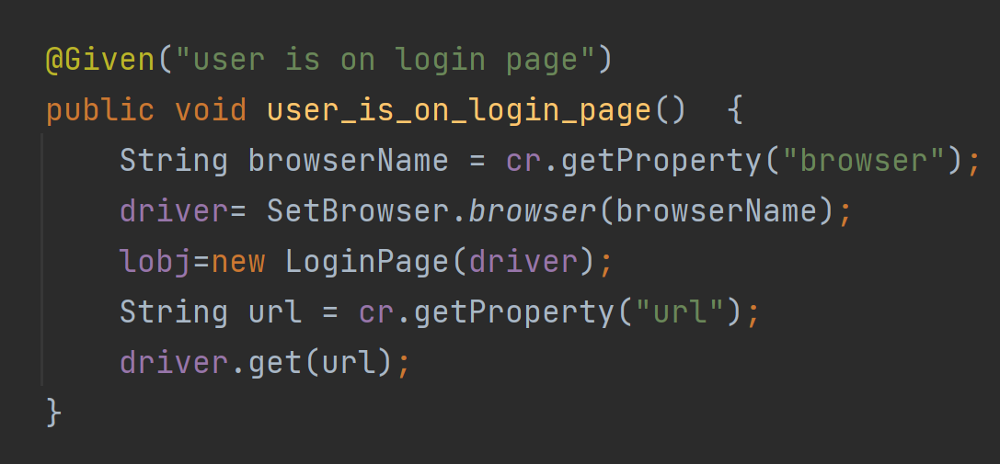 @Given("user is on login page")
public void user_is_on_login_page()  {
    String browserName = cr.getProperty("browser");
    driver= SetBrowser.browser(browserName);
    lobj=new LoginPage(driver);
    String url = cr.getProperty("url");
    driver.get(url);
}